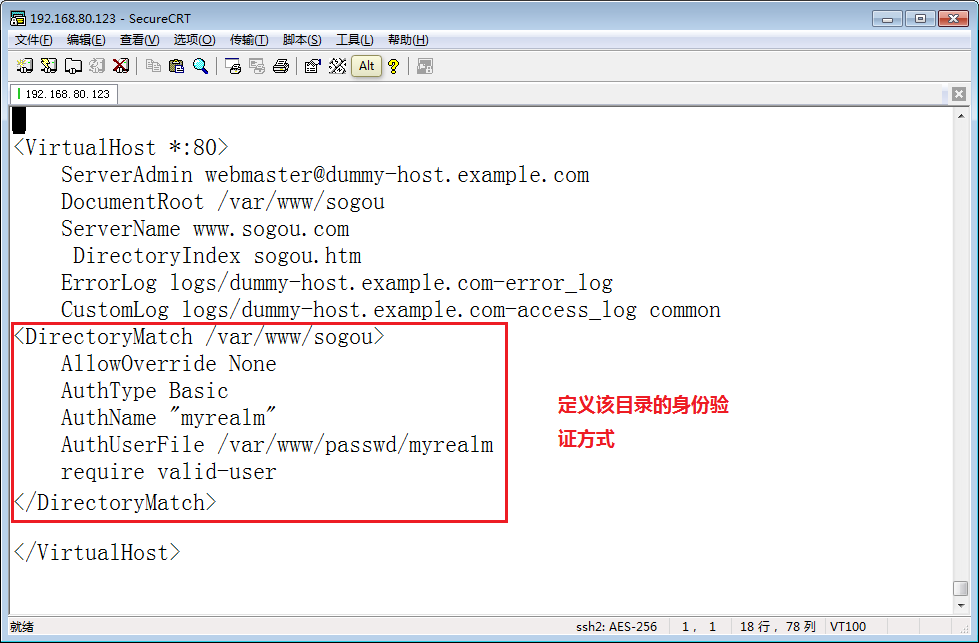 192.168.80.123 - SecureCRT
文件(F) 编辑(E) 查看(V) 选项(O) 传输(T) 脚本(S) 工具(L) 帮助(H)
Alt
192.168.80.123
<VirtualHost *:80>
ServerAdmin webmaster@dummy-host.example.com
DocumentRoot /var/www/sogou
ServerName www.sogou.com
DirectoryIndex sogou.htm
ErrorLog logs/dummy-host.example.com-error_log
CustomLog logs/dummy-host.example.com-access_log common
<DirectoryMatch /var/www/sogou>
AllowOverride None
AuthType Basic
AuthName "myrealm"
AuthUserFile /var/www/passwd/myrealm
require valid-user
</DirectoryMatch>
定义该目录的身份验
证方式
</VirtualHost>
就绪 ssh2: AES-256 1, 1 18 行, 78 列 VT100